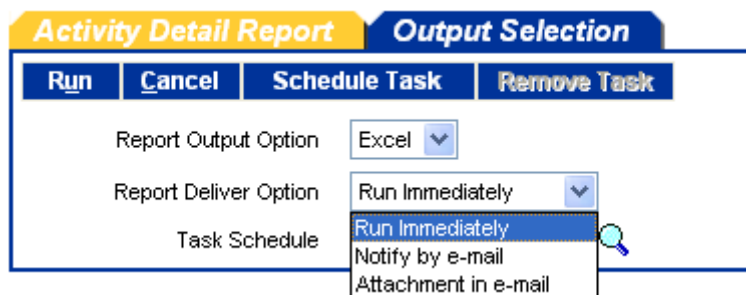 Activity Detail Report Output Selection
Run Cancel Schedule Task Remove Task
Report Output Option Excel
Report Deliver Option Run Immediately
Task Schedule Run Immediately
Notify by e-mail
Attachment in e-mail